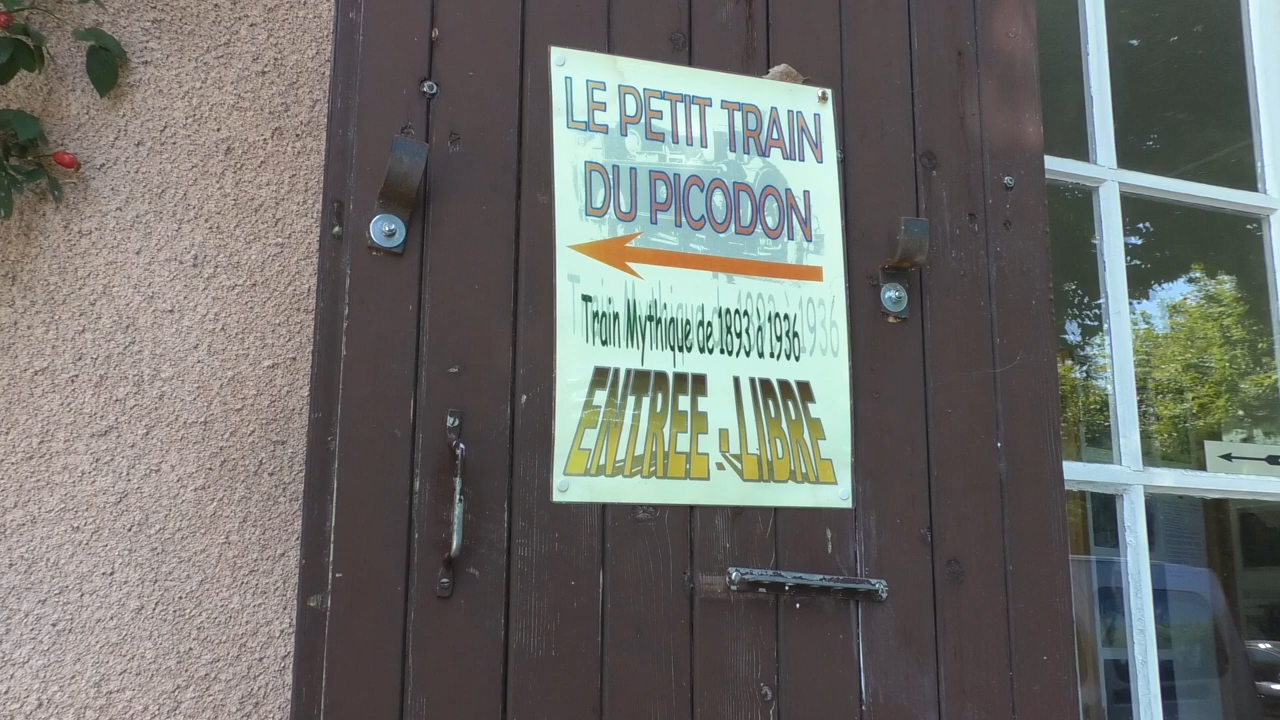 LE PETIT TRAIN
DU PICODON
Train Mythique de 1893 à 1936
ENTREE - LIBRE